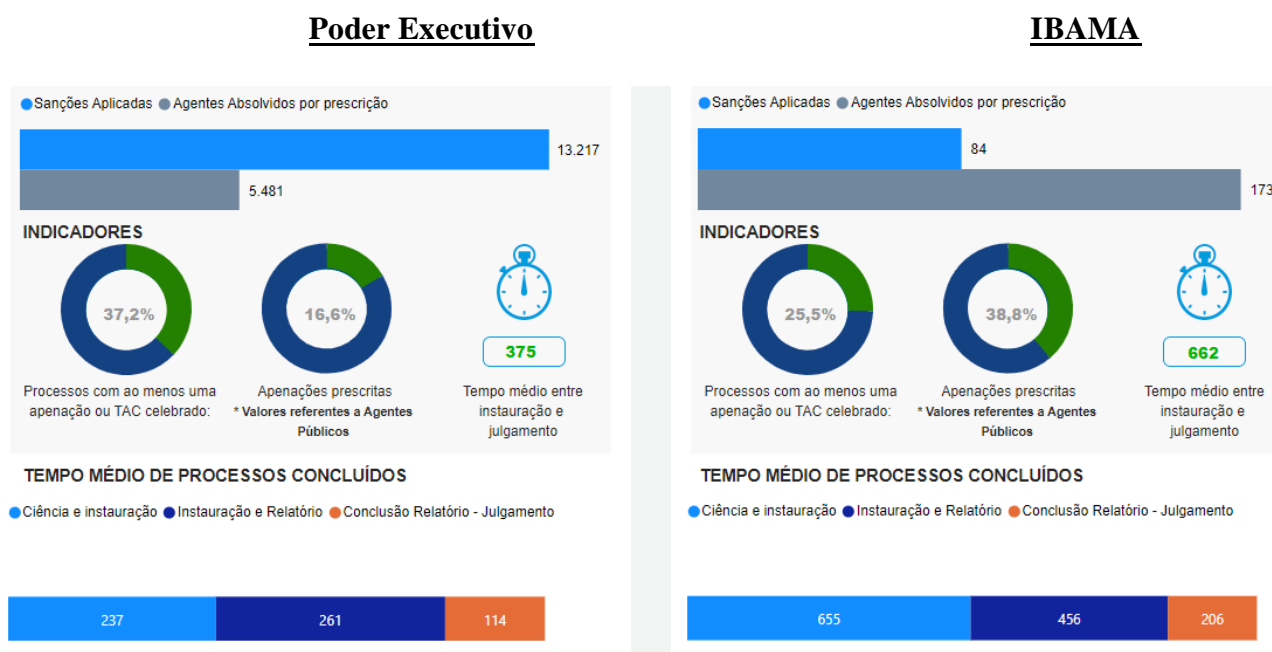 Poder Executivo
IBAMA
Sanções Aplicadas Agentes Absolvidos por prescrição
13.217
5.481
INDICADORES
37,2%
16,6%
375
Processos com ao menos uma
apenação ou TAC celebrado:
Apenações prescritas
* Valores referentes a Agentes
Públicos
Tempo médio entre
instauração e
julgamento
TEMPO MÉDIO DE PROCESSOS CONCLUÍDOS
Ciência e instauração Instauração e Relatório Conclusão Relatório - Julgamento
237 261 114
Sanções Aplicadas Agentes Absolvidos por prescrição
84
173
INDICADORES
25,5%
38,8%
662
Processos com ao menos uma
apenação ou TAC celebrado:
Apenações prescritas
* Valores referentes a Agentes
Públicos
Tempo médio entre
instauração e
julgamento
TEMPO MÉDIO DE PROCESSOS CONCLUÍDOS
Ciência e instauração Instauração e Relatório Conclusão Relatório - Julgamento
655 456 206